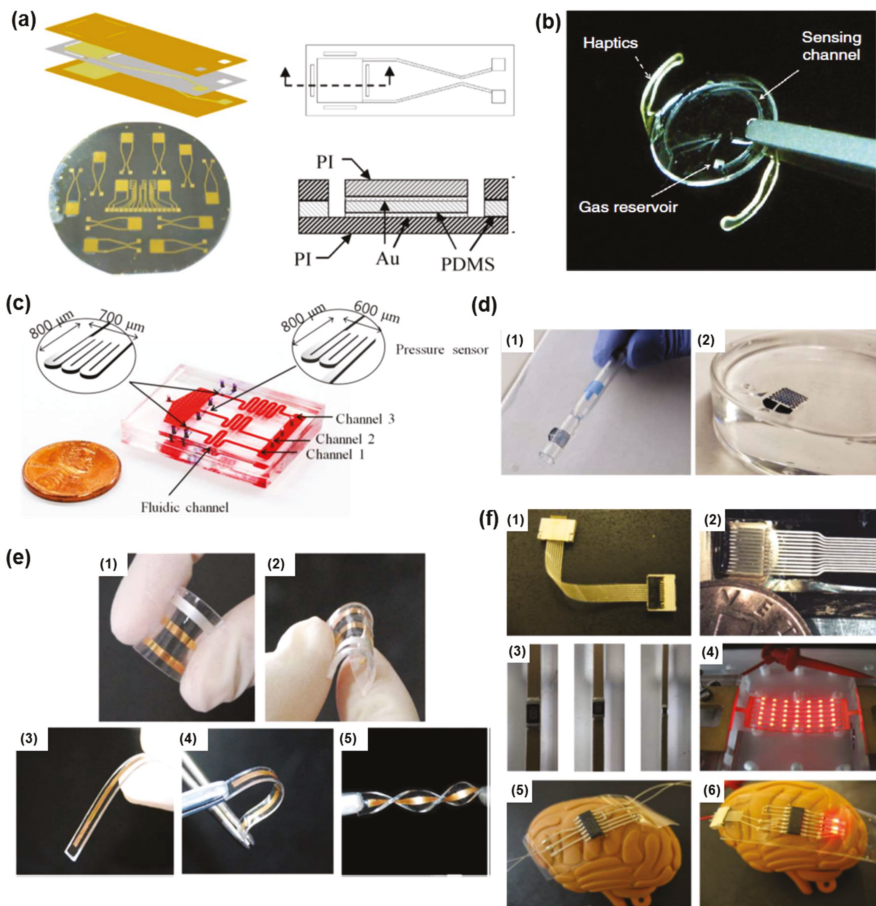 (a)
PI
PI
Au
PDMS
(b)
Haptics
Sensing
channel
Gas reservoir
(c)
800 μm
700 μm
800 μm
600 μm
Pressure sensor
Channel 3
Channel 2
Channel 1
Fluidic channel
(d)
(1)
(2)
(e)
(1)
(2)
(3)
(4)
(5)
(f)
(1)
(2)
(3)
(4)
(5)
(6)